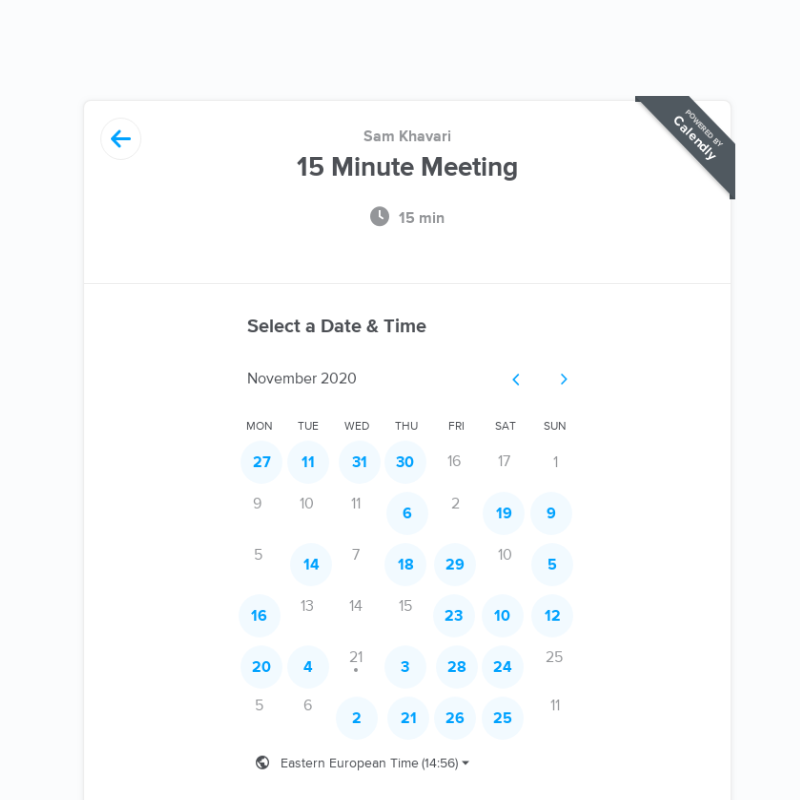 POWERED BY
Calendly
Sam Khavari
15 Minute Meeting
15 min
Select a Date & Time
November 2020
MON TUE WED THU FRI SAT SUN
27 11 31 30 16 17 1
9 10 11 6 2 19 9
5 14 7 18 29 10 5
16 13 14 15 23 10 12
20 4 21 3 28 24 25
5 6 2 21 26 25 11
Eastern European Time (14:56)